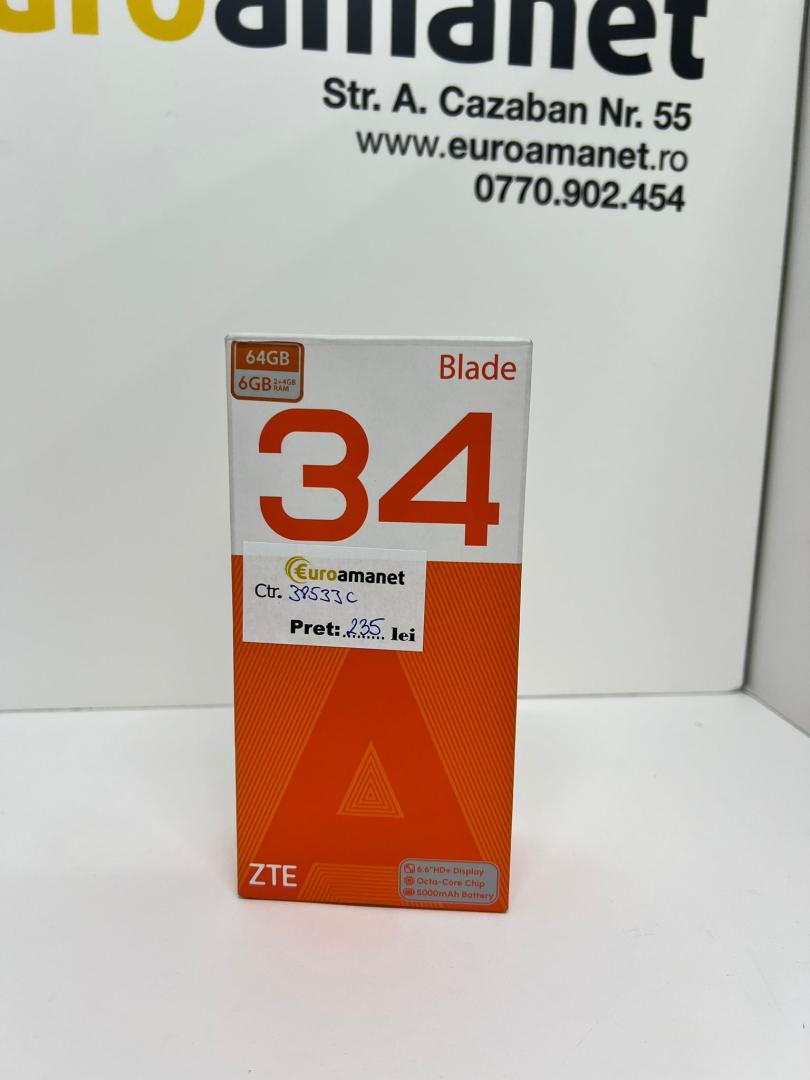 euroamanet
Str. A. Cazaban Nr. 55
www.euroamanet.ro
0770.902.454
64GB
6GB 2+4GB RAM
Blade
34
Euroamanet
Ctr. 38533C
Pret: 235 lei
A
ZTE
6.6"HD+ Display
Octa-Core Chip
5000mAh Battery